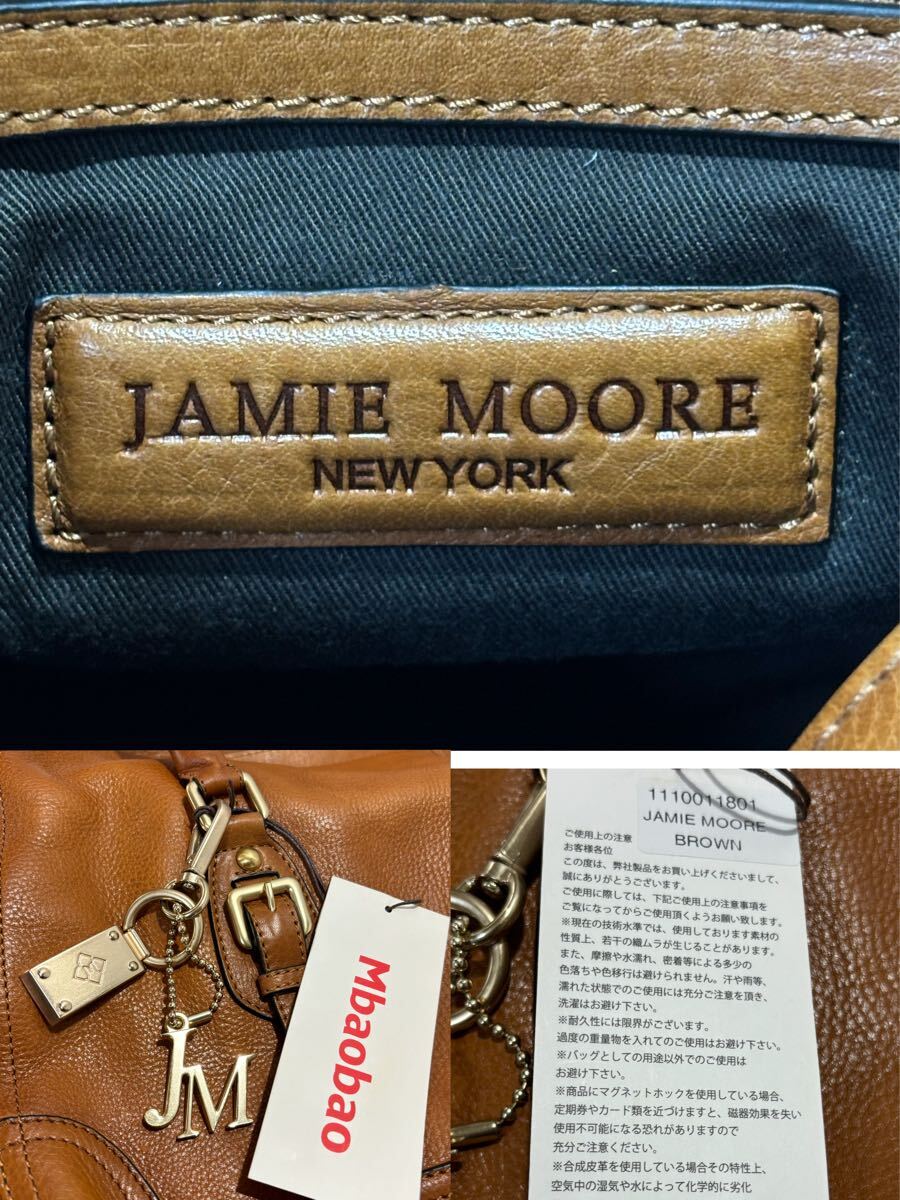 JAMIE MOORE
NEW YORK
JM
Mbaobao
1110011801
JAMIE MOORE
BROWN
ご使用上の注意
お客様各位
この度は、弊社製品をお買い上げくださいまして、
誠にありがとうございます。
ご使用に際しては、下記ご使用上の注意事項を
ご覧になってからご使用頂くようお願い致します。
※現在の技術水準では、使用しております素材の
性質上、若干の織ムラが生じることがあります。
また、摩擦や水濡れ、密着等による多少の
色落ちや色移行は避けられません。汗や雨等、
濡れた状態でのご使用には充分ご注意を頂き、
洗濯はお避け下さい。
※耐久性には限界がございます。
過度の重量物を入れてのご使用はお避け下さい。
※バッグとしての用途以外でのご使用は
お避け下さい。
※商品にマグネットホックを使用している場合、
定期券やカード類を近づけますと、磁器効果を失い
使用不可能になる恐れがありますので
充分ご注意ください。
※合成皮革を使用している場合その特性上、
空気中の湿気や水によって化学的に劣化